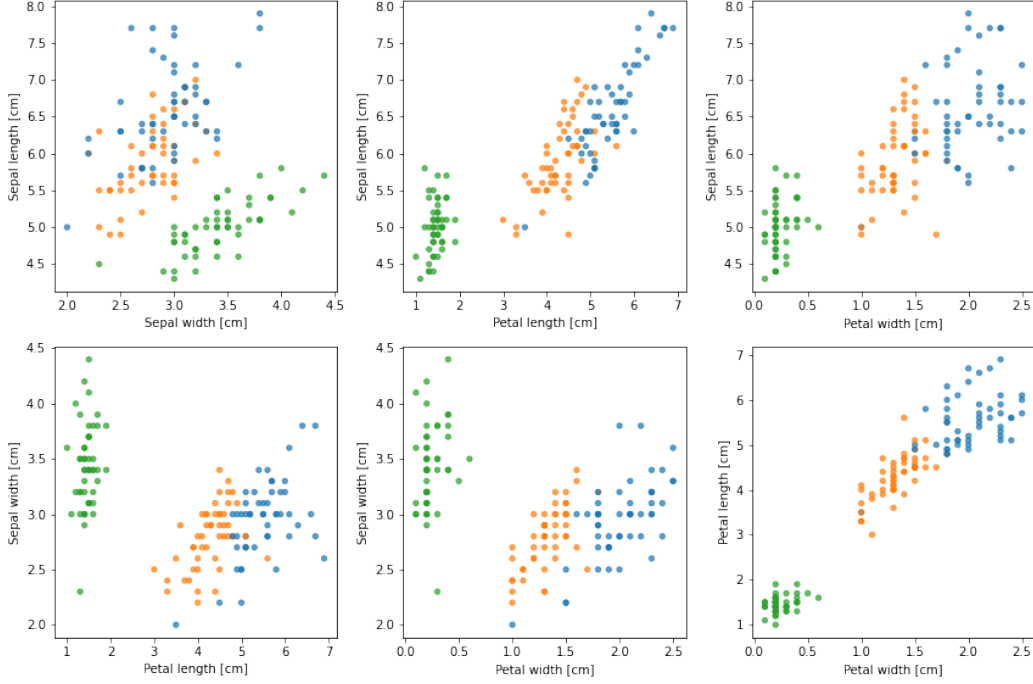 8.0
7.5
7.0
6.5
6.0
5.5
5.0
4.5
Sepal length [cm]
2.0 2.5 3.0 3.5 4.0 4.5
Sepal width [cm]
8.0
7.5
7.0
6.5
6.0
5.5
5.0
4.5
Sepal length [cm]
1 2 3 4 5 6 7
Petal length [cm]
8.0
7.5
7.0
6.5
6.0
5.5
5.0
4.5
Sepal length [cm]
0.0 0.5 1.0 1.5 2.0 2.5
Petal width [cm]
4.5
4.0
3.5
3.0
2.5
2.0
Sepal width [cm]
1 2 3 4 5 6 7
Petal length [cm]
4.5
4.0
3.5
3.0
2.5
2.0
Sepal width [cm]
0.0 0.5 1.0 1.5 2.0 2.5
Petal width [cm]
7
6
5
4
3
2
1
Petal length [cm]
0.0 0.5 1.0 1.5 2.0 2.5
Petal width [cm]